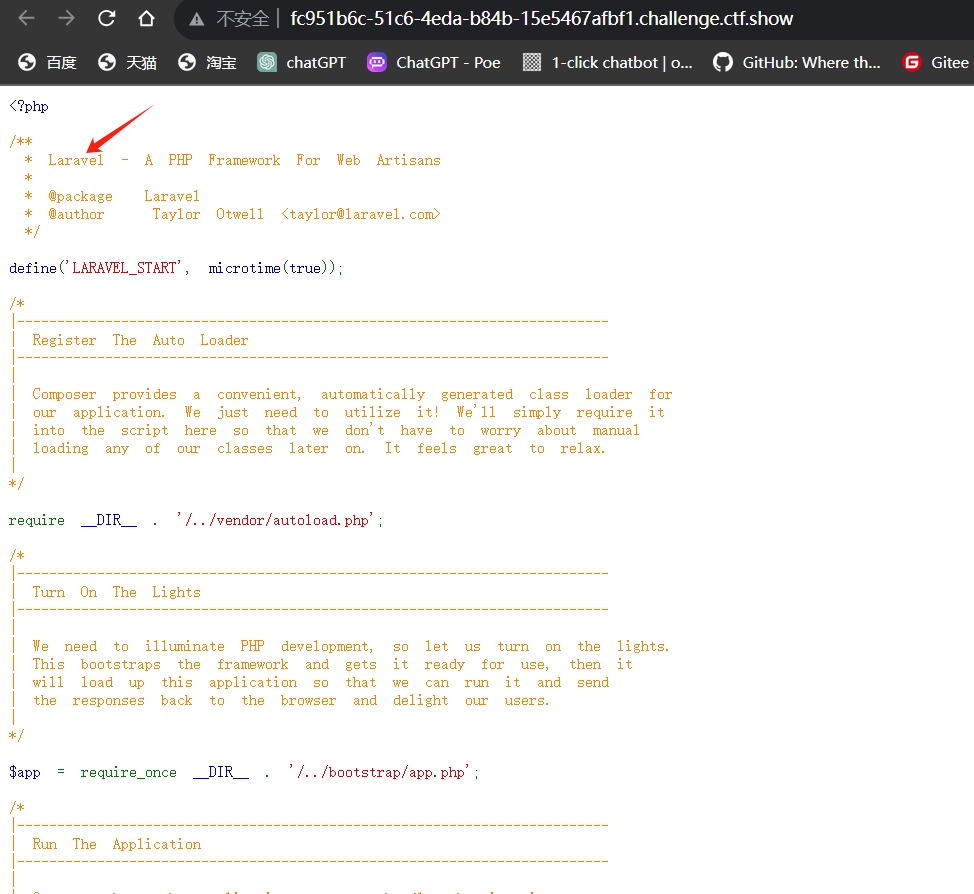 不安全 fc951b6c-51c6-4eda-b84b-15e5467afbf1.challenge.ctf.show
百度 天猫 淘宝 chatGPT ChatGPT - Poe 1-click chatbot | o... GitHub: Where th... Gitee
<?php
/**
* Laravel - A PHP Framework For Web Artisans
*
* @package Laravel
* @author Taylor Otwell <taylor@laravel.com>
*/
define('LARAVEL_START', microtime(true));
/*
|--------------------------------------------------------------------------
| Register The Auto Loader
|--------------------------------------------------------------------------
|
| Composer provides a convenient, automatically generated class loader for
| our application. We just need to utilize it! We'll simply require it
| into the script here so that we don't have to worry about manual
| loading any of our classes later on. It feels great to relax.
|
*/
require __DIR__ . '/../vendor/autoload.php';
/*
|--------------------------------------------------------------------------
| Turn On The Lights
|--------------------------------------------------------------------------
|
| We need to illuminate PHP development, so let us turn on the lights.
| This bootstraps the framework and gets it ready for use, then it
| will load up this application so that we can run it and send
| the responses back to the browser and delight our users.
|
*/
$app = require_once __DIR__ . '/../bootstrap/app.php';
/*
|--------------------------------------------------------------------------
| Run The Application
|--------------------------------------------------------------------------
|